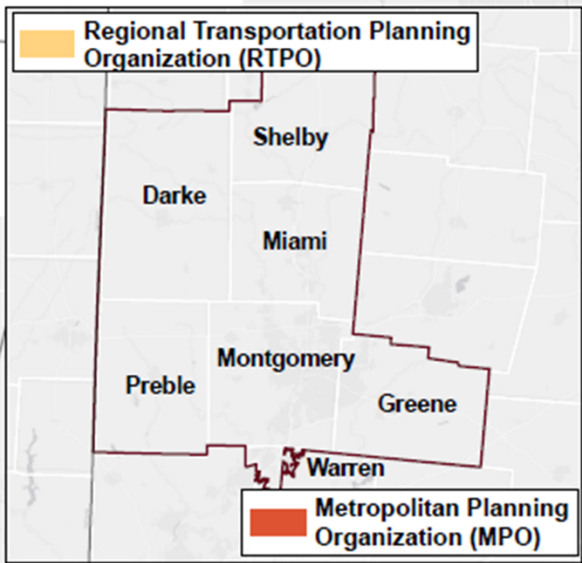 Regional Transportation Planning
Organization (RTPO)
Shelby
Darke
Miami
Montgomery
Preble
Greene
Warren
Metropolitan Planning
Organization (MPO)